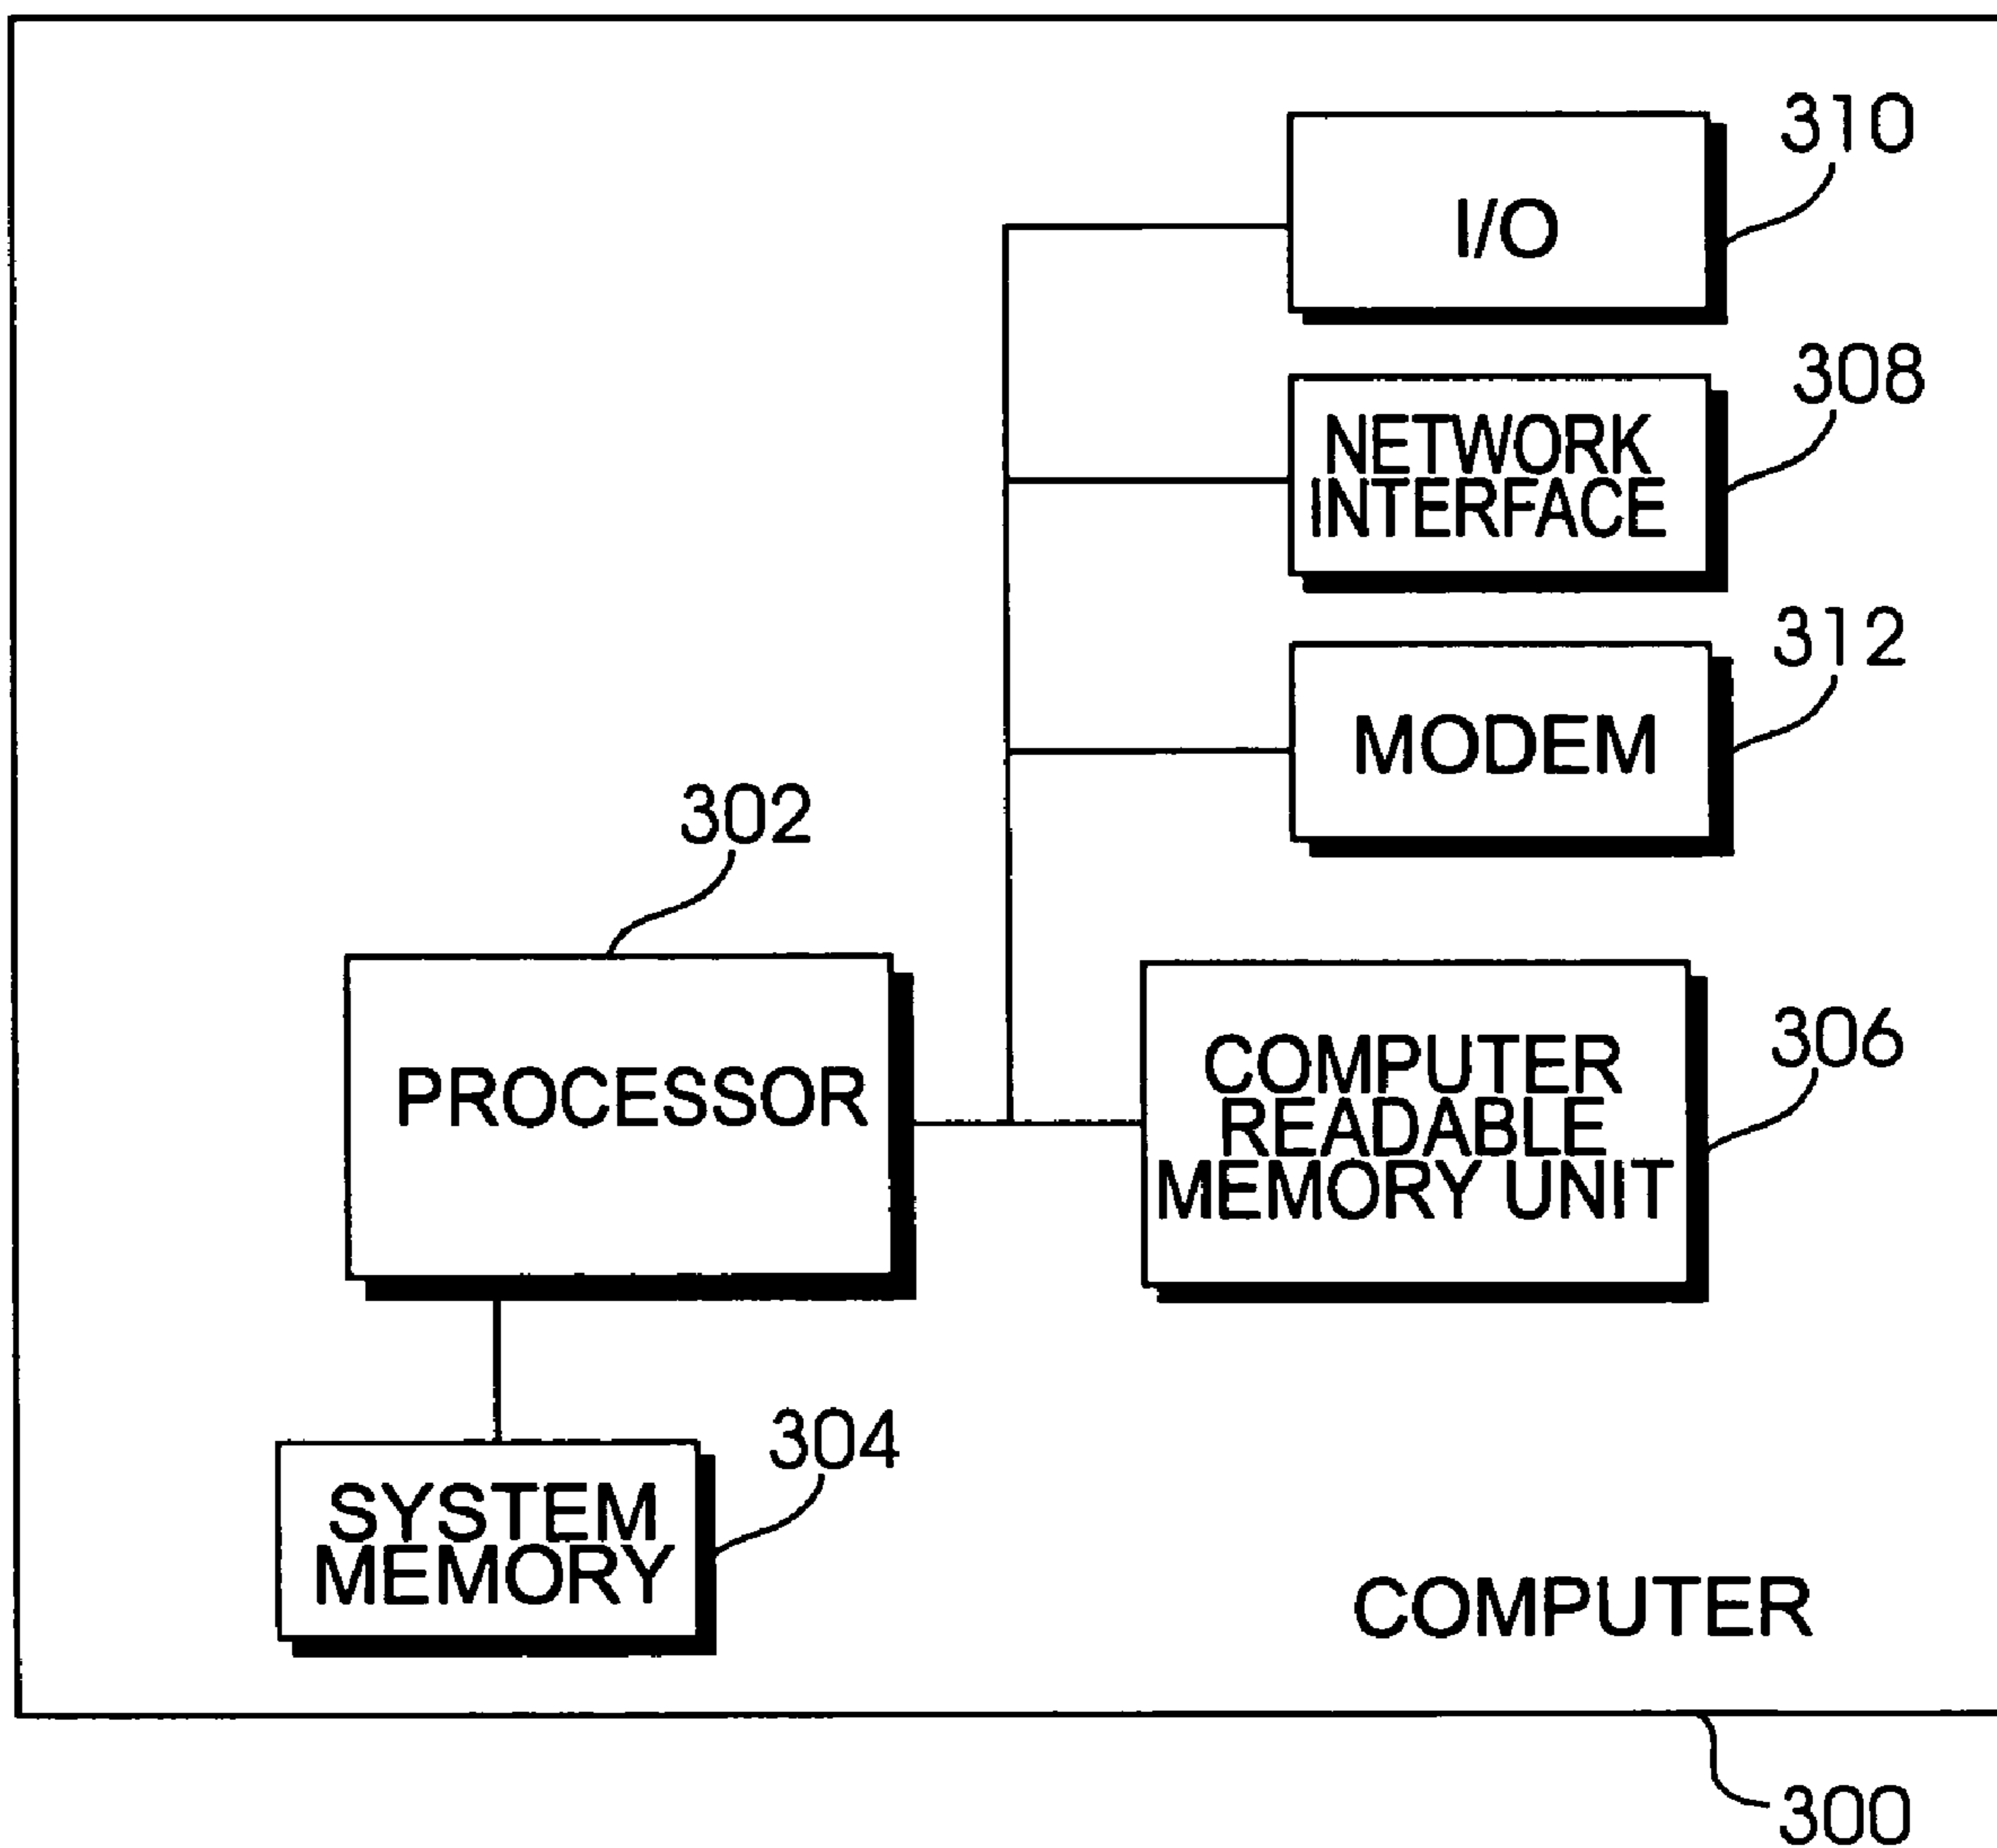 310
I/O
308
NETWORK
INTERFACE
312
MODEM
302
PROCESSOR
306
COMPUTER
READABLE
MEMORY UNIT
304
SYSTEM
MEMORY
COMPUTER
300